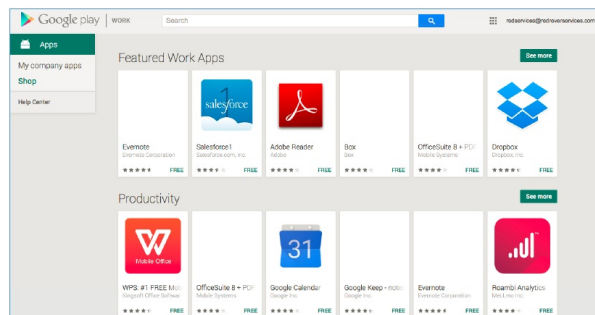 Google play WORK Search redservices@redroverservices.com
Apps
My company apps
Shop
Help Center
Featured Work Apps See more
salesforce 1
Evernote Salesforce1 Adobe Reader Box OfficeSuite 8 + PDF Dropbox
Evernote Corporation Salesforce.com, inc. Adobe Box Mobile Systems Dropbox, Inc.
FREE FREE FREE FREE FREE FREE
Productivity See more
Mobile Office 31
WPS: #1 FREE Mob OfficeSuite 8 + PDF Google Calendar Google Keep - note Evernote Roambi Analytics
Kingsoft Office Software Mobile Systems Google Inc. Google Inc. Evernote Corporation MeLLmo Inc.
FREE FREE FREE FREE FREE FREE